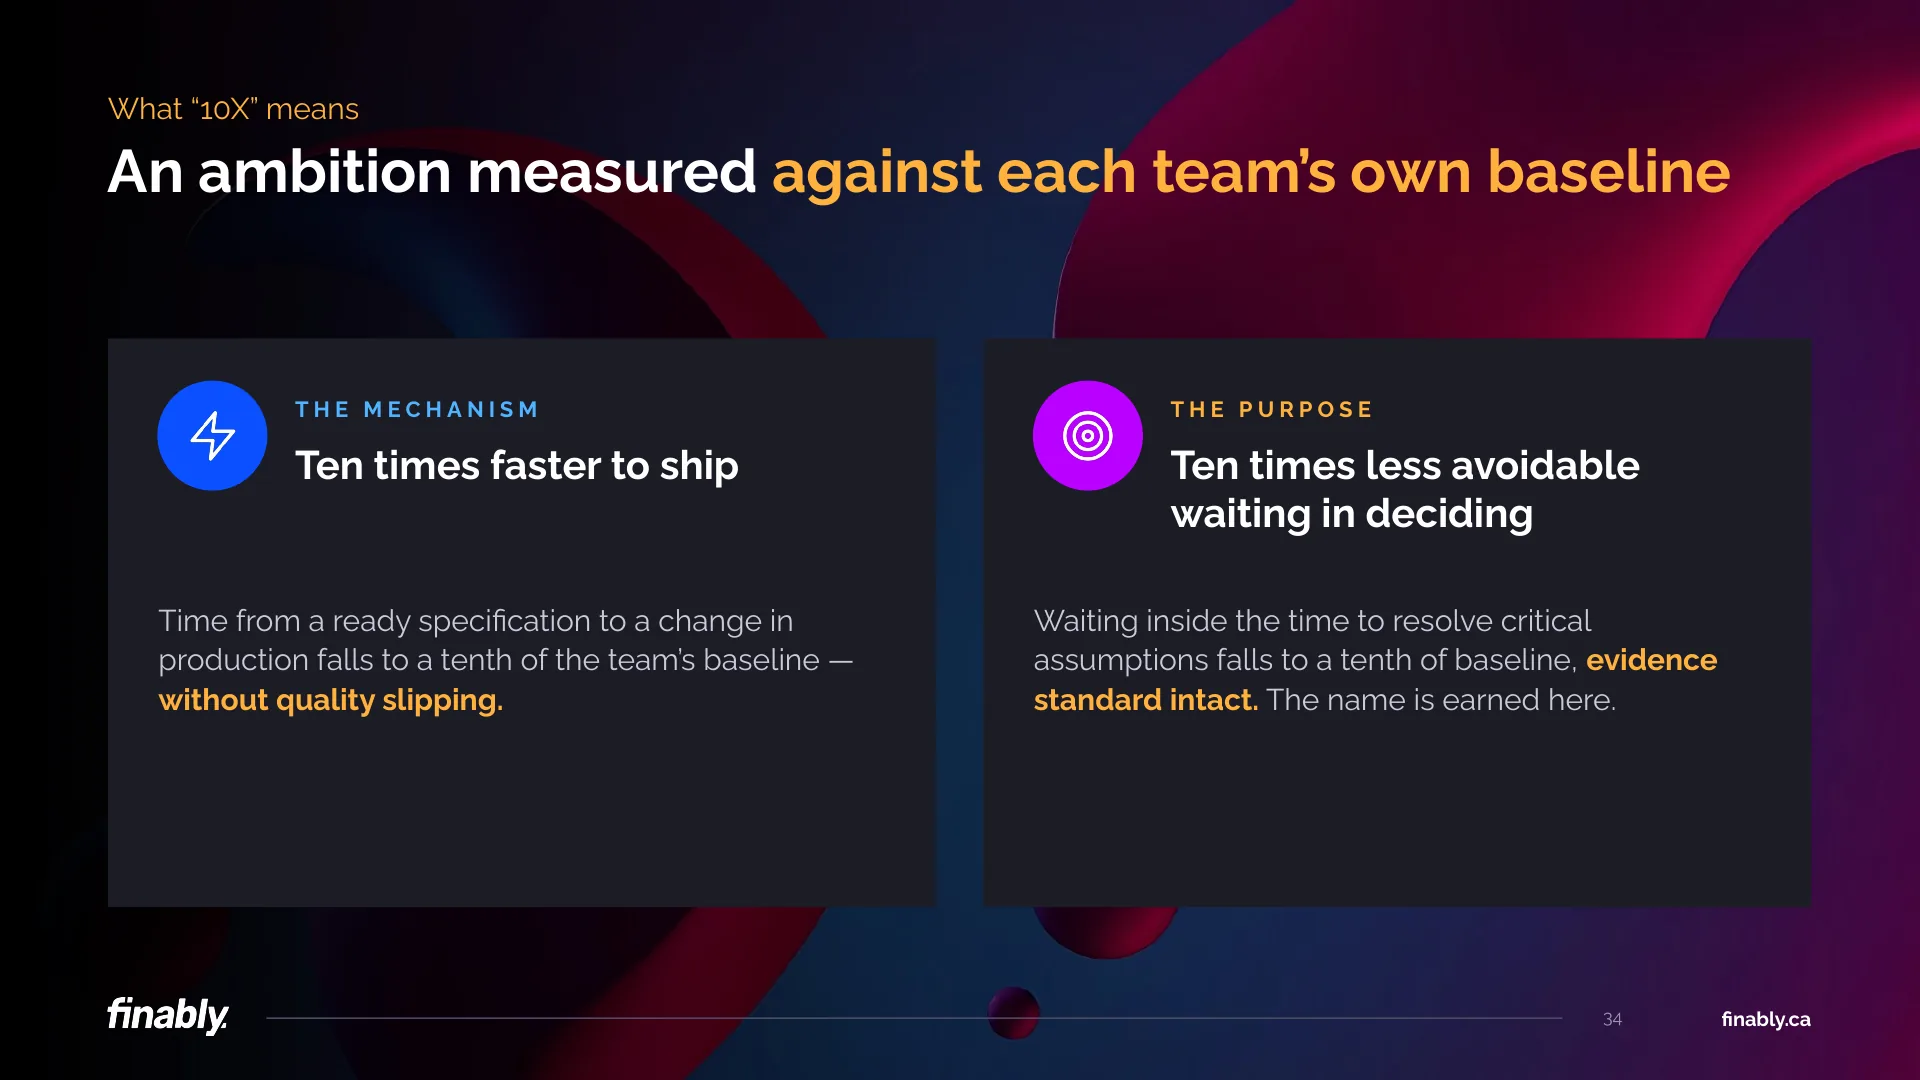 What “10X” means
An ambition measured against each team’s own baseline
THE MECHANISM
Ten times faster to ship
Time from a ready specification to a change in
production falls to a tenth of the team’s baseline —
without quality slipping.
THE PURPOSE
Ten times less avoidable
waiting in deciding
Waiting inside the time to resolve critical
assumptions falls to a tenth of baseline, evidence
standard intact. The name is earned here.
finably.
34
finably.ca